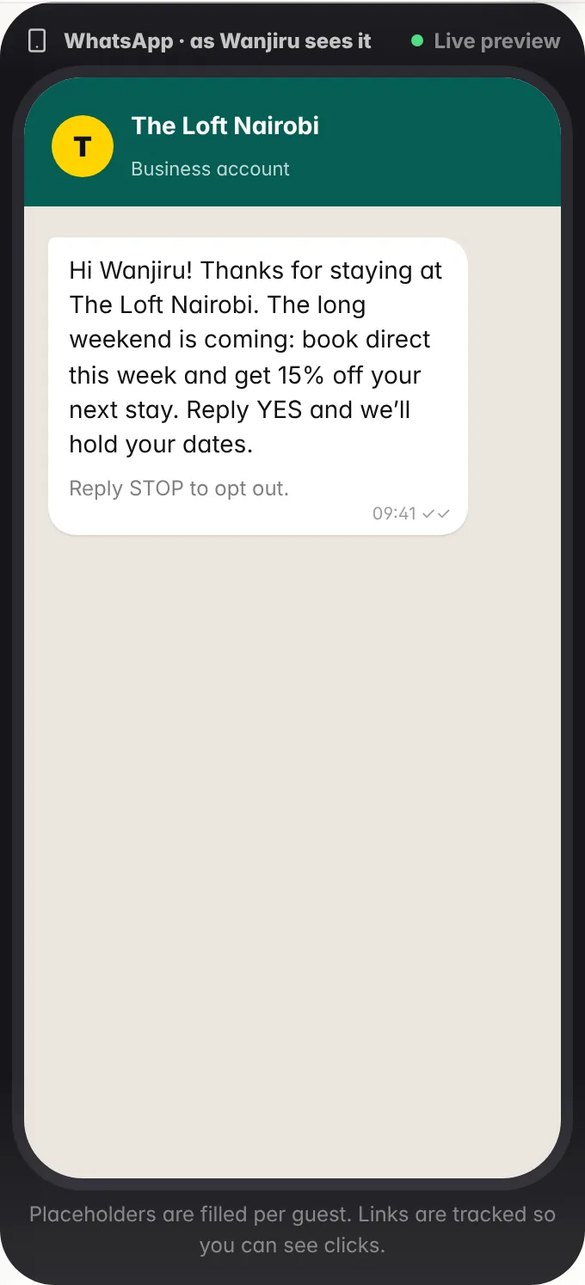 WhatsApp · as Wanjiru sees it
Live preview
T
The Loft Nairobi
Business account
Hi Wanjiru! Thanks for staying at
The Loft Nairobi. The long
weekend is coming: book direct
this week and get 15% off your
next stay. Reply YES and we’ll
hold your dates.
Reply STOP to opt out.
09:41 ✓✓
Placeholders are filled per guest. Links are tracked so
you can see clicks.